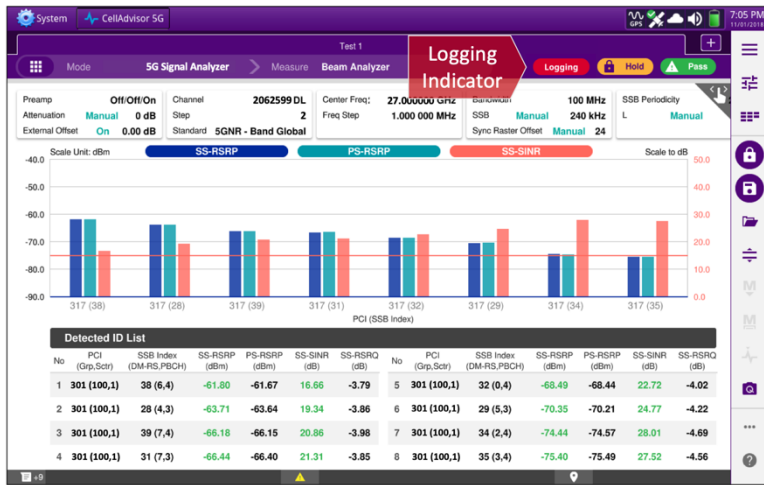 System CellAdvisor 5G GPS 7:05 PM
11/01/2018
Test 1 +
Mode 5G Signal Analyzer Measure Beam Analyzer Logging Hold Pass
Logging
Indicator
Preamp Off/Off/On Channel 2062599 DL Center Freq: 27.000000 GHz Bandwidth 100 MHz SSB Periodicity
Attenuation Manual 0 dB Step 2 Freq Step 1.000 000 MHz SSB Manual 240 kHz L Manual
External Offset On 0.00 dB Standard 5GNR - Band Global Sync Raster Offset Manual 24
Scale Unit: dBm SS-RSRP PS-RSRP SS-SINR Scale to dB
-40.0 50.0
-50.0 40.0
-60.0 30.0
-70.0 20.0
-80.0 10.0
-90.0 0.0
317 (38) 317 (28) 317 (39) 317 (31) 317 (32) 317 (29) 317 (34) 317 (35)
PCI (SSB Index)
Detected ID List
No PCI (Grp,Sctr) SSB Index (DM-RS,PBCH) SS-RSRP (dBm) PS-RSRP (dBm) SS-SINR (dB) SS-RSRQ (dB) No PCI (Grp,Sctr) SSB Index (DM-RS,PBCH) SS-RSRP (dBm) PS-RSRP (dBm) SS-SINR (dB) SS-RSRQ (dB)
1 301 (100,1) 38 (6,4) -61.80 -61.67 16.66 -3.79 5 301 (100,1) 32 (0,4) -68.49 -68.44 22.72 -4.02
2 301 (100,1) 28 (4,3) -63.71 -63.64 19.34 -3.86 6 301 (100,1) 29 (5,3) -70.35 -70.21 24.77 -4.22
3 301 (100,1) 39 (7,4) -66.18 -66.15 20.86 -3.98 7 301 (100,1) 34 (2,4) -74.44 -74.57 28.01 -4.69
4 301 (100,1) 31 (7,3) -66.44 -66.40 21.31 -3.85 8 301 (100,1) 35 (3,4) -75.40 -75.49 27.52 -4.56
+9